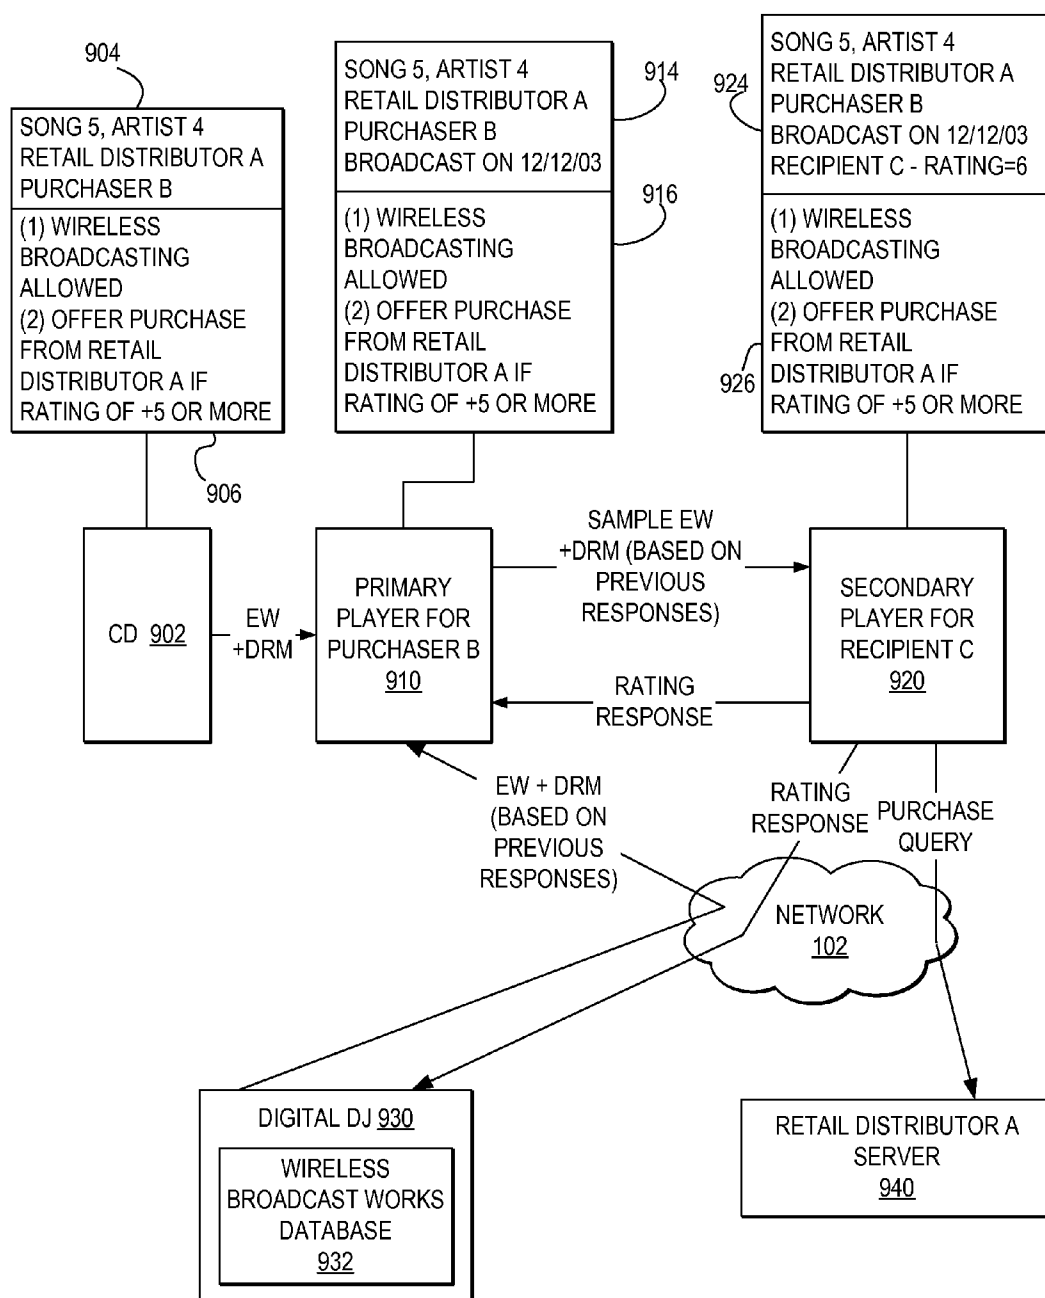 904
SONG 5, ARTIST 4
RETAIL DISTRIBUTOR A
PURCHASER B
(1) WIRELESS
BROADCASTING
ALLOWED
(2) OFFER PURCHASE
FROM RETAIL
DISTRIBUTOR A IF
RATING OF +5 OR MORE
906
SONG 5, ARTIST 4
RETAIL DISTRIBUTOR A
PURCHASER B
BROADCAST ON 12/12/03
914
(1) WIRELESS
BROADCASTING
ALLOWED
(2) OFFER PURCHASE
FROM RETAIL
DISTRIBUTOR A IF
RATING OF +5 OR MORE
916
SONG 5, ARTIST 4
RETAIL DISTRIBUTOR A
PURCHASER B
BROADCAST ON 12/12/03
RECIPIENT C - RATING=6
924
(1) WIRELESS
BROADCASTING
ALLOWED
(2) OFFER PURCHASE
FROM RETAIL
DISTRIBUTOR A IF
RATING OF +5 OR MORE
926
CD 902
EW
+DRM
PRIMARY
PLAYER FOR
PURCHASER B
910
SAMPLE EW
+DRM (BASED ON
PREVIOUS
RESPONSES)
RATING
RESPONSE
SECONDARY
PLAYER FOR
RECIPIENT C
920
EW + DRM
(BASED ON
PREVIOUS
RESPONSES)
RATING
RESPONSE
PURCHASE
QUERY
NETWORK
102
DIGITAL DJ 930
WIRELESS
BROADCAST WORKS
DATABASE
932
RETAIL DISTRIBUTOR A
SERVER
940